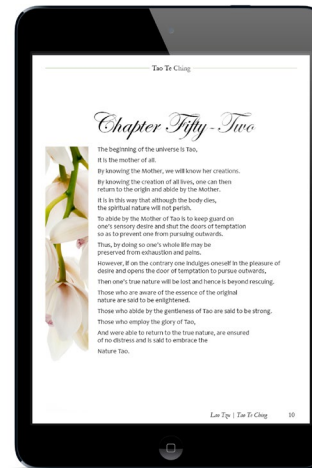 Tao Te Ching
Chapter Fifty - Two
The beginning of the universe is Tao,
It is the mother of all.
By knowing the Mother, we will know her creations.
By knowing the creation of all lives, one can then
return to the origin and abide by the Mother.
It is in this way that although the body dies,
the spiritual nature will not perish.
To abide by the Mother of Tao is to keep guard on
one's sensory desire and shut the doors of temptation
so as to prevent one from pursuing outwards.
Thus, by doing so one's whole life may be
preserved from exhaustion and pains.
However, if on the contrary one indulges oneself in the pleasure of
desire and opens the door of temptation to pursue outwards,
Then one's true nature will be lost and hence is beyond rescuing.
Those who are aware of the essence of the original
nature are said to be enlightened.
Those who abide by the gentleness of Tao are said to be strong.
Those who employ the glory of Tao,
And were able to return to the true nature, are ensured
of no distress and is said to embrace the
Nature Tao.
Lao Tzu | Tao Te Ching 10